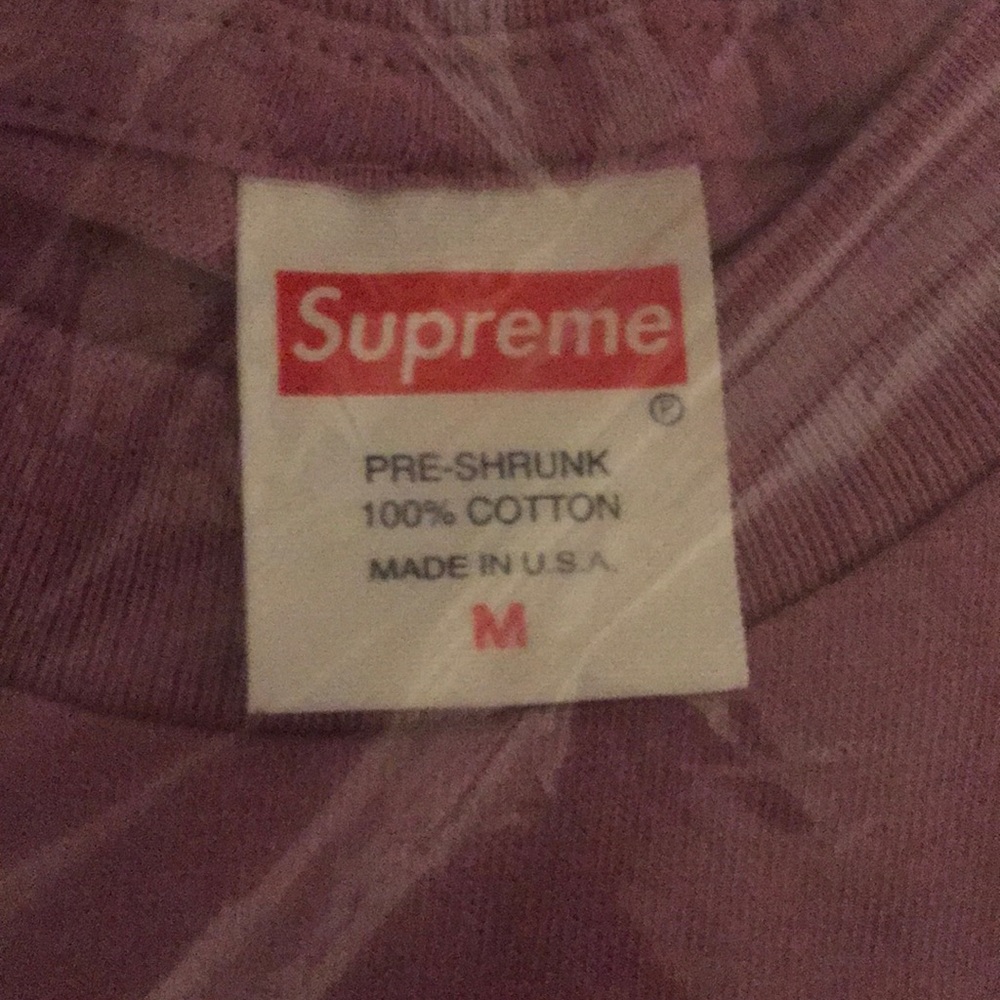 Supreme
PRE-SHRUNK
100% COTTON
MADE IN U.S.A.
M